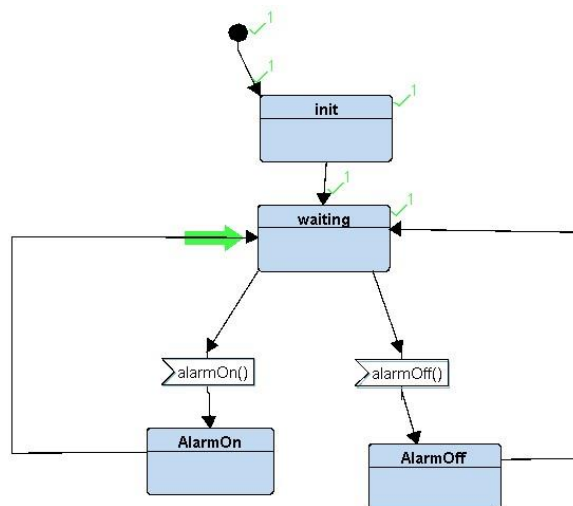 1
1
init
1
1
waiting
1
alarmOn()
alarmOff()
AlarmOn
AlarmOff